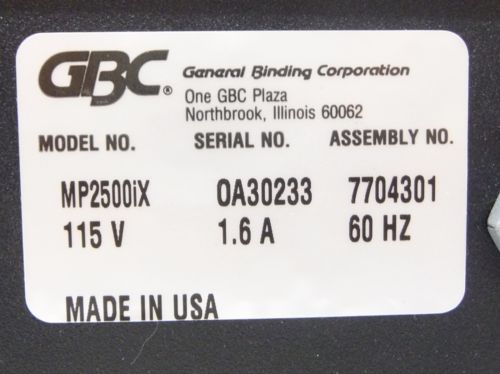 GBC® General Binding Corporation
One GBC Plaza
Northbrook, Illinois 60062
MODEL NO. SERIAL NO. ASSEMBLY NO.
MP2500iX 0A30233 7704301
115 V 1.6 A 60 HZ
MADE IN USA